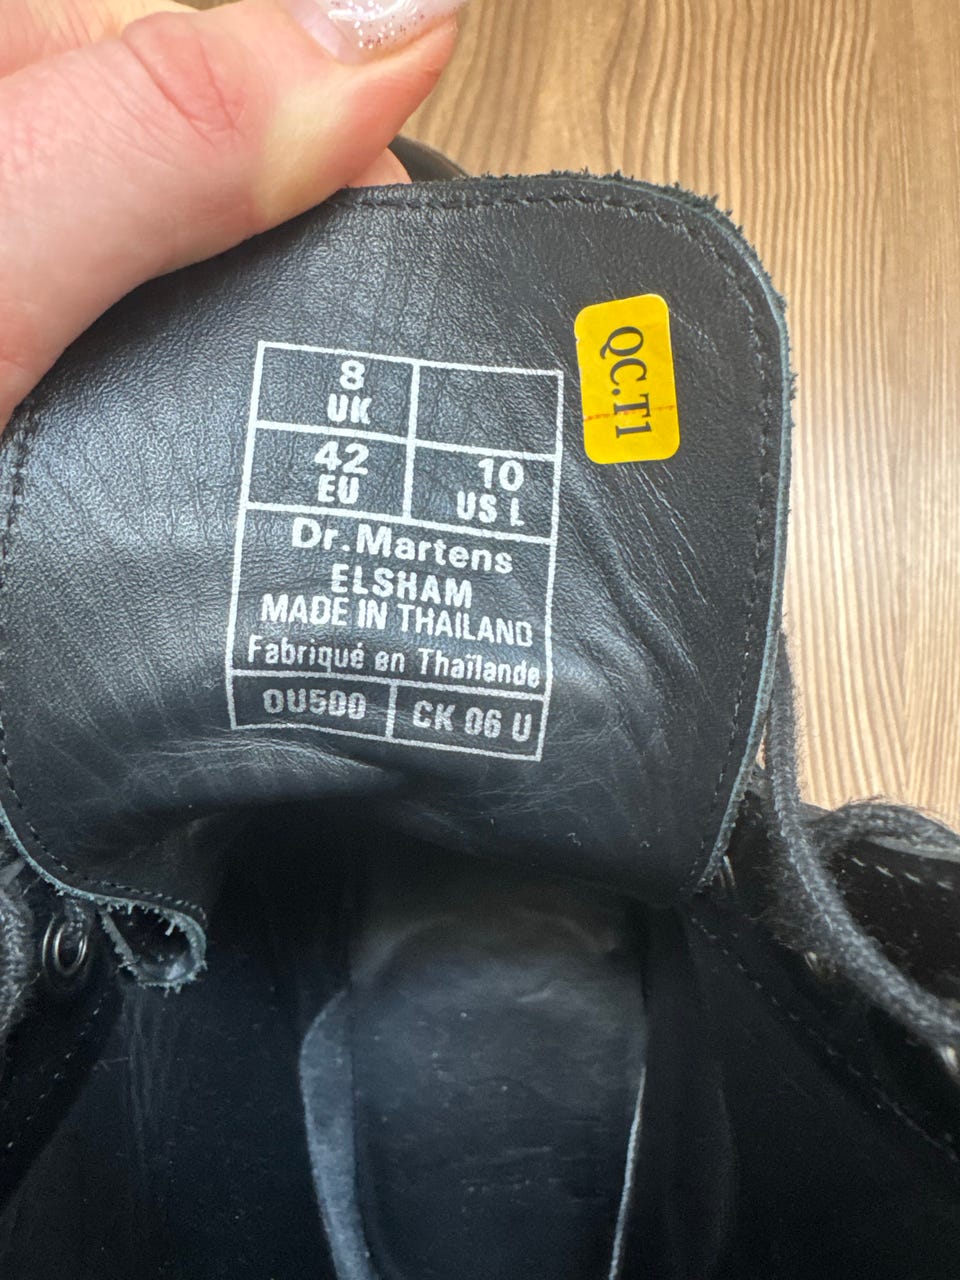 8
UK
42
EU
10
US L
Dr.Martens
ELSHAM
MADE IN THAILAND
Fabriqué en Thaïlande
OU500
CK 06 U
QC.T1